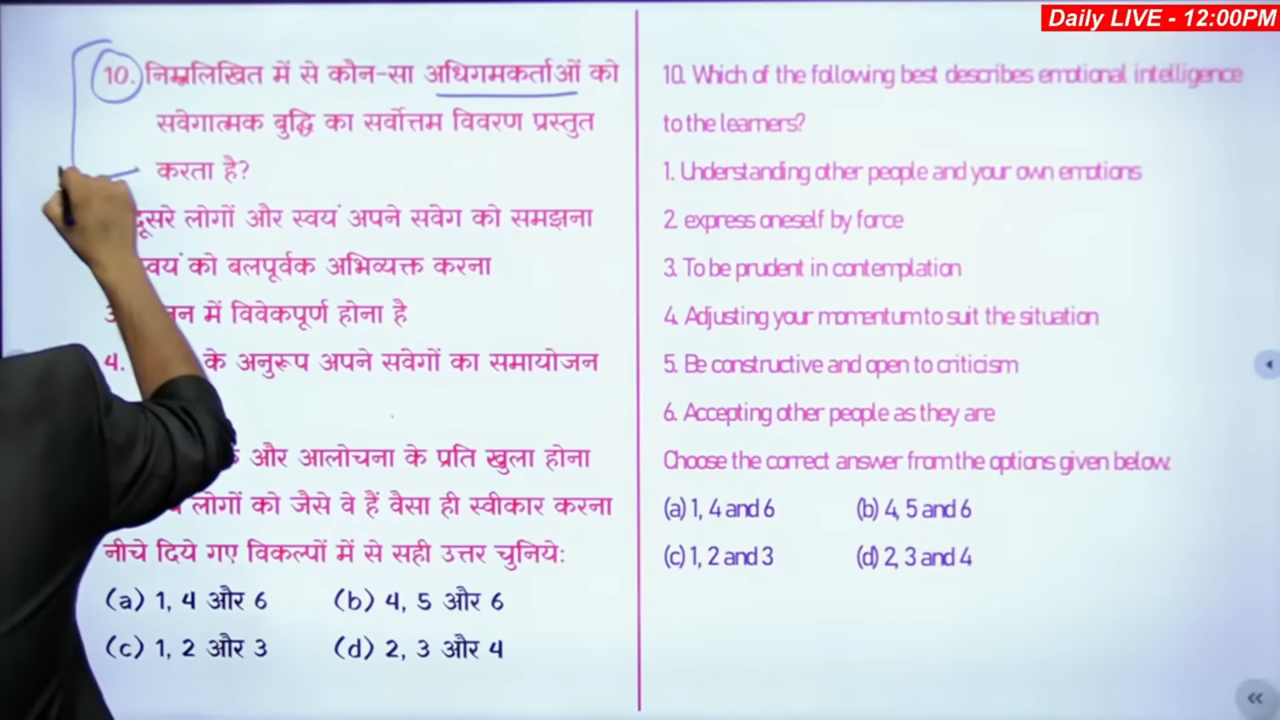 Daily LIVE - 12:00PM
10. निम्नलिखित में से कौन-सा अधिगमकर्ताओं को
सवेगात्मक बुद्धि का सर्वोत्तम विवरण प्रस्तुत
करता है?
दूसरे लोगों और स्वयं अपने सवेग को समझना
को बलपूर्वक अभिव्यक्त करना
में विवेकपूर्ण होना है
4. के अनुरूप अपने सवेगों का समायोजन
और आलोचना के प्रति खुला होना
लोगों को जैसे वे हैं वैसा ही स्वीकार करना
नीचे दिये गए विकल्पों में से सही उत्तर चुनिये:
(a) 1, 4 और 6 (b) 4, 5 और 6
(c) 1, 2 और 3 (d) 2, 3 और 4
10. Which of the following best describes emotional intelligence
to the learners?
1. Understanding other people and your own emotions
2. express oneself by force
3. To be prudent in contemplation
4. Adjusting your momentum to suit the situation
5. Be constructive and open to criticism
6. Accepting other people as they are
Choose the correct answer from the options given below.
(a) 1, 4 and 6 (b) 4, 5 and 6
(c) 1, 2 and 3 (d) 2, 3 and 4